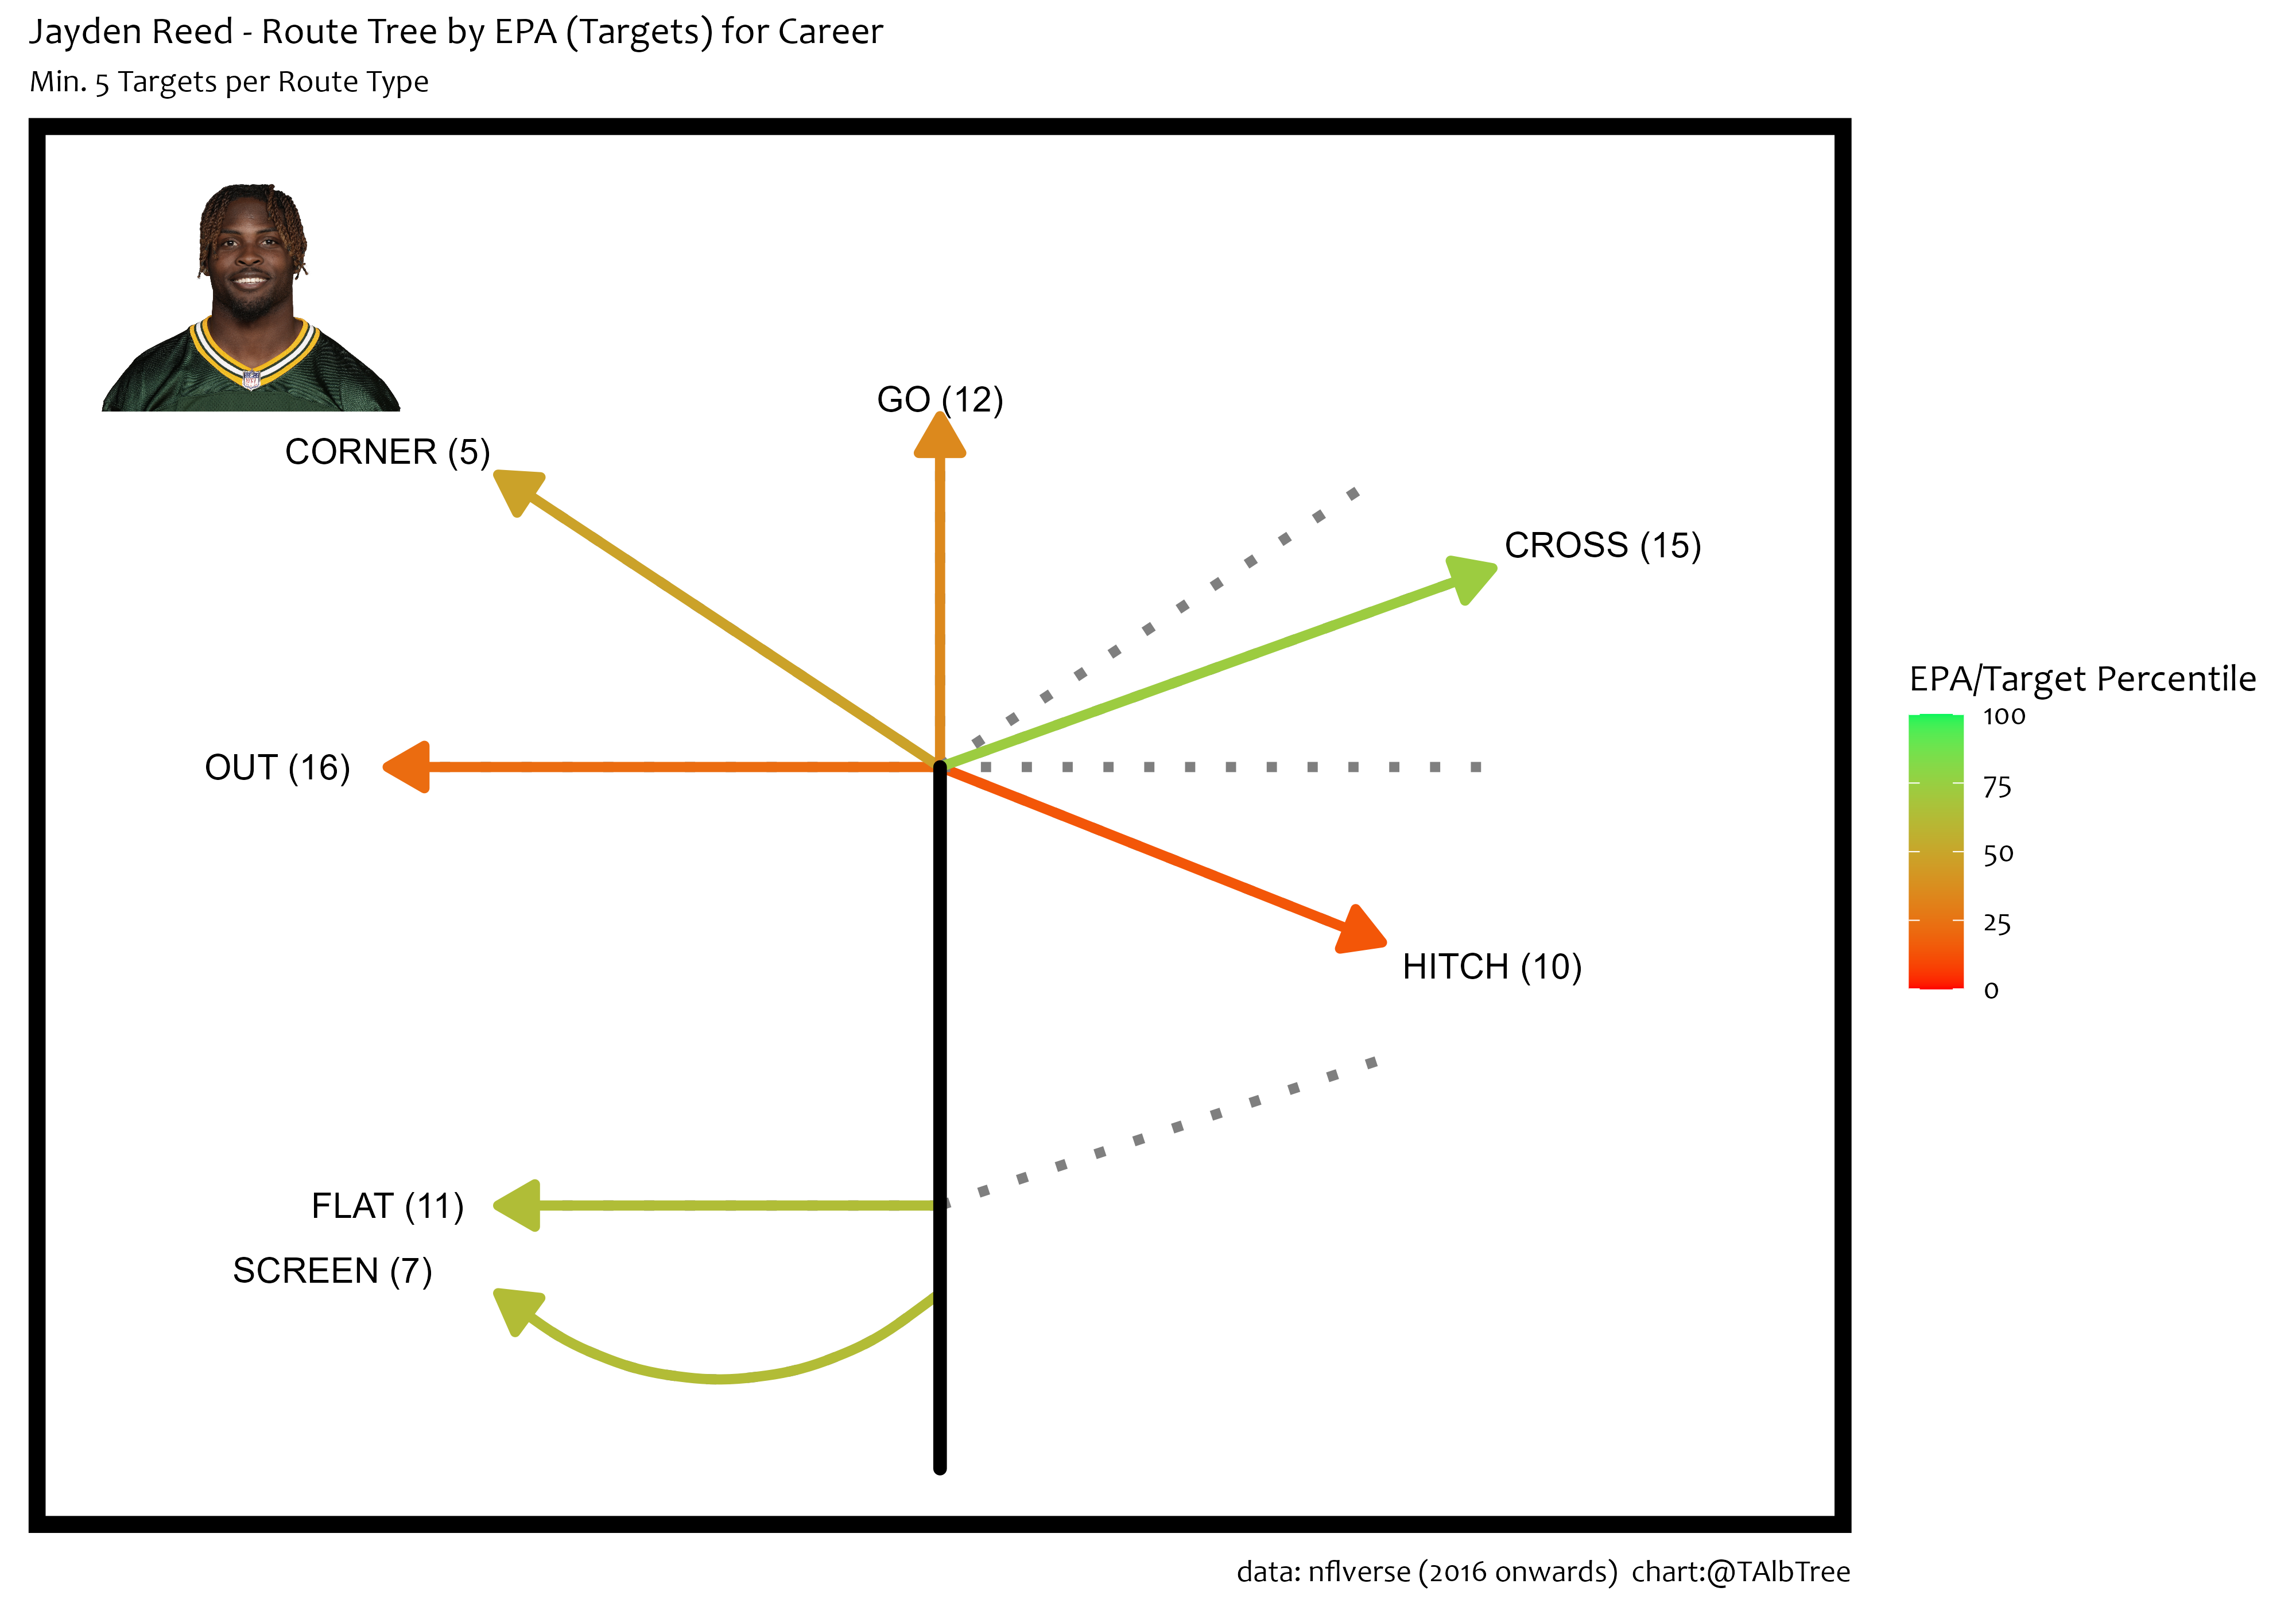 Jayden Reed - Route Tree by EPA (Targets) for Career
Min. 5 Targets per Route Type
GO (12)
CORNER (5)
CROSS (15)
OUT (16)
HITCH (10)
FLAT (11)
SCREEN (7)
EPA/Target Percentile
100
75
50
25
0
data: nflverse (2016 onwards) chart:@TAlbTree